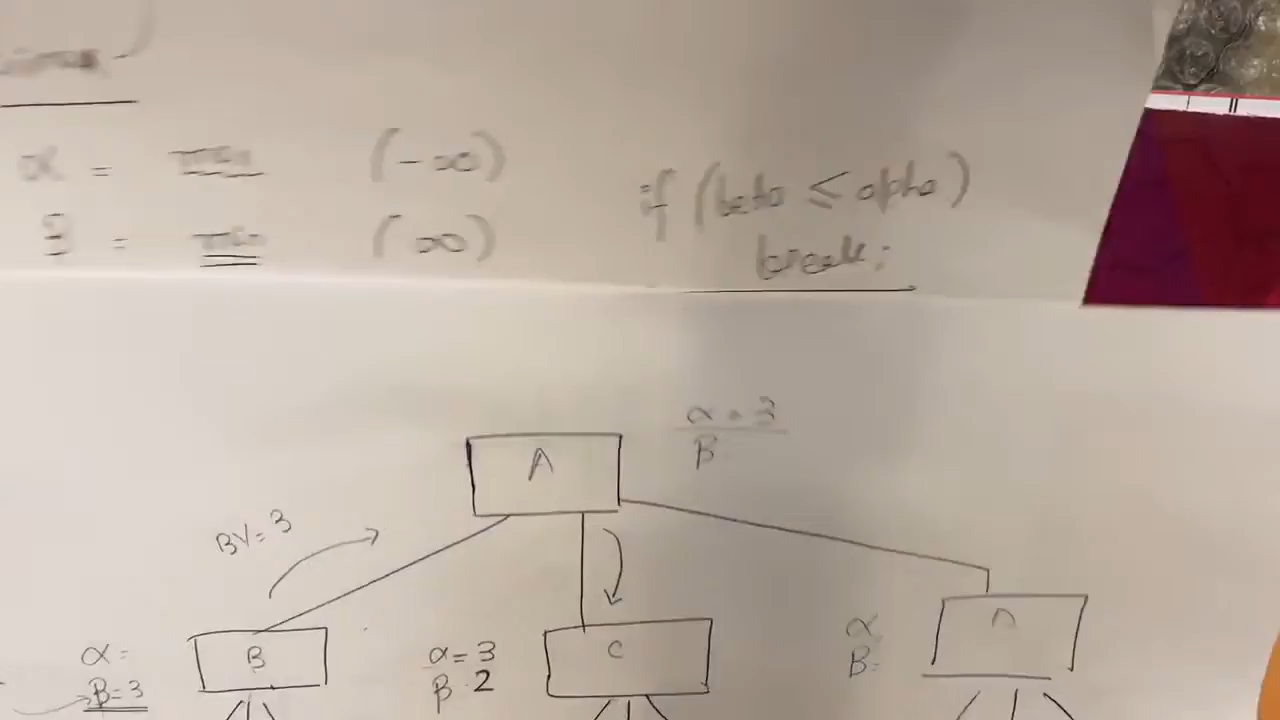 α = (-∞)
= (∞)
if (beta ≤ alpha)
break;
α = 3
β
A
BV = 3
B
α =
β = 3
C
α = 3
β 2
α
β =